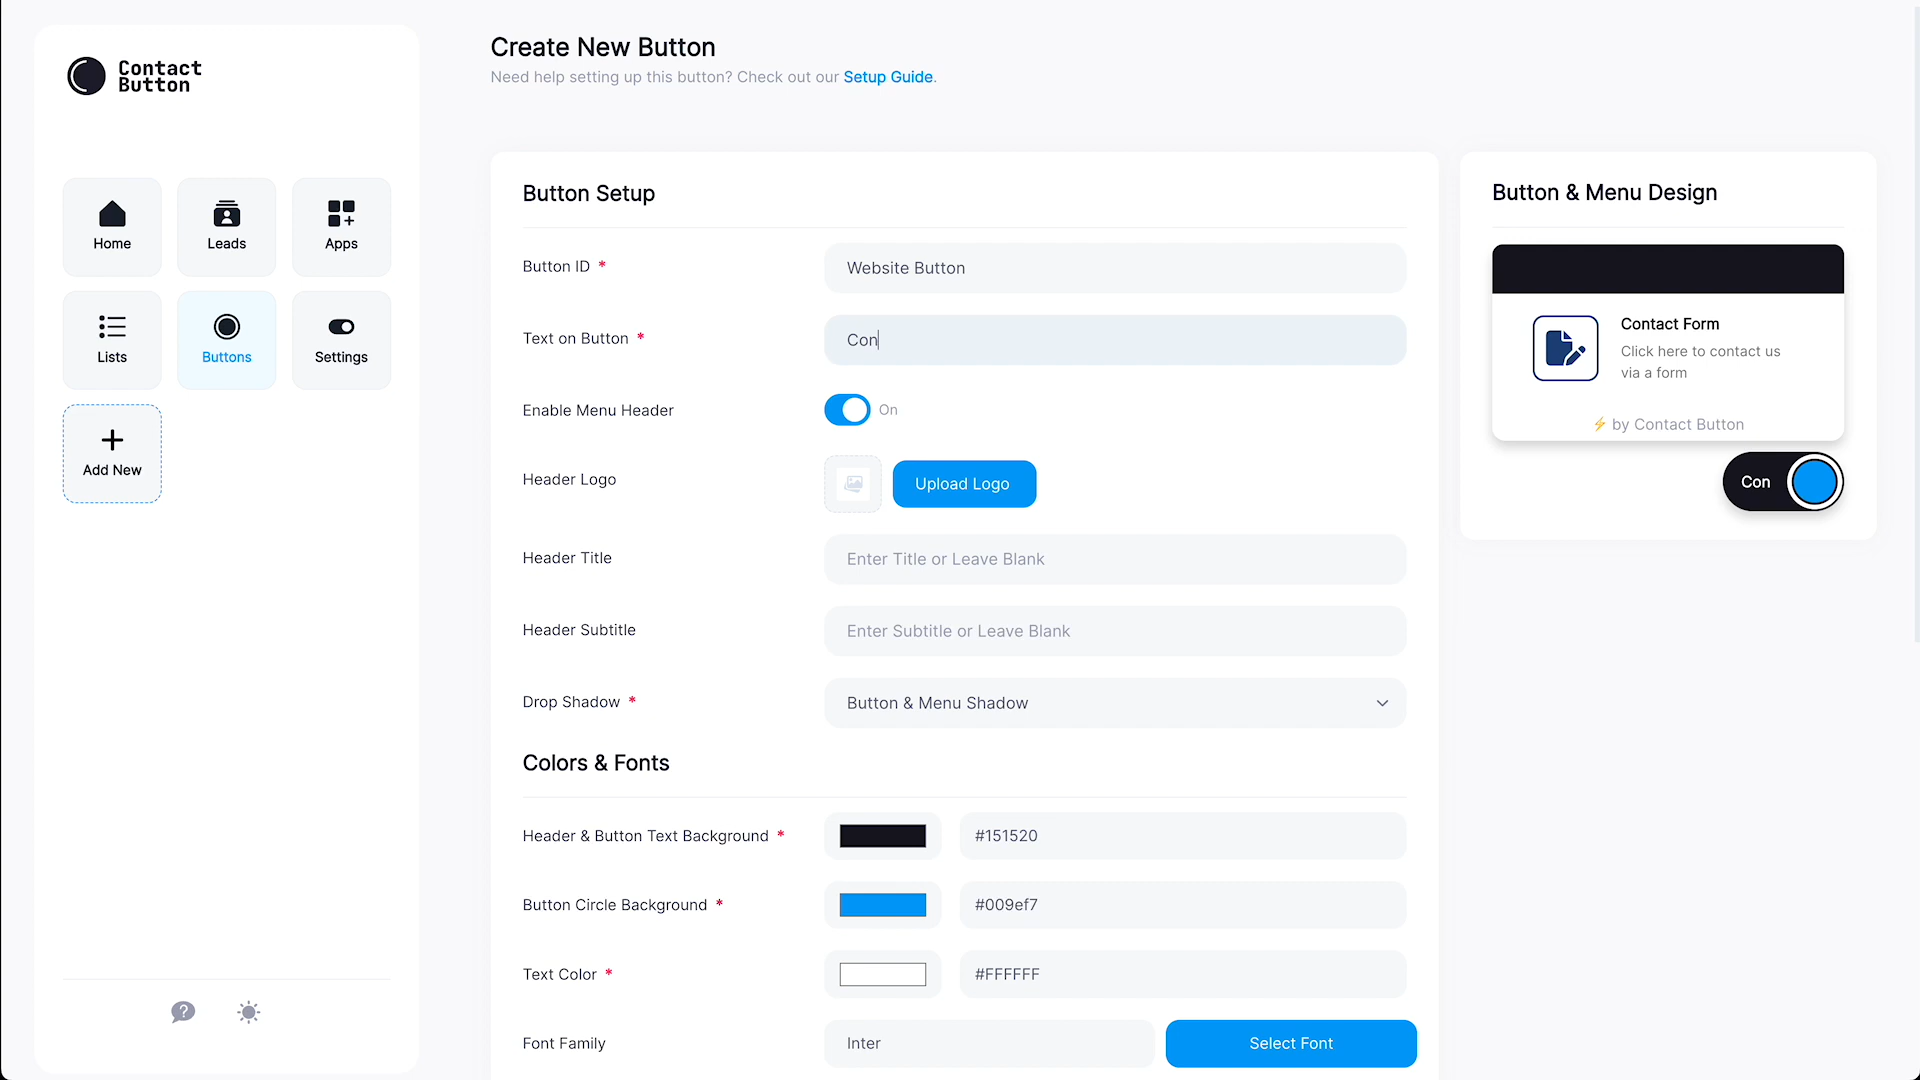 Contact
Button
Home
Leads
Apps
Lists
Buttons
Settings
Add New
Create New Button
Need help setting up this button? Check out our Setup Guide.
Button Setup
Button ID *
Website Button
Text on Button *
Con
Enable Menu Header
On
Header Logo
Upload Logo
Header Title
Enter Title or Leave Blank
Header Subtitle
Enter Subtitle or Leave Blank
Drop Shadow *
Button & Menu Shadow
Colors & Fonts
Header & Button Text Background *
#151520
Button Circle Background *
#009ef7
Text Color *
#FFFFFF
Font Family
Inter
Select Font
Button & Menu Design
Contact Form
Click here to contact us
via a form
⚡ by Contact Button
Con